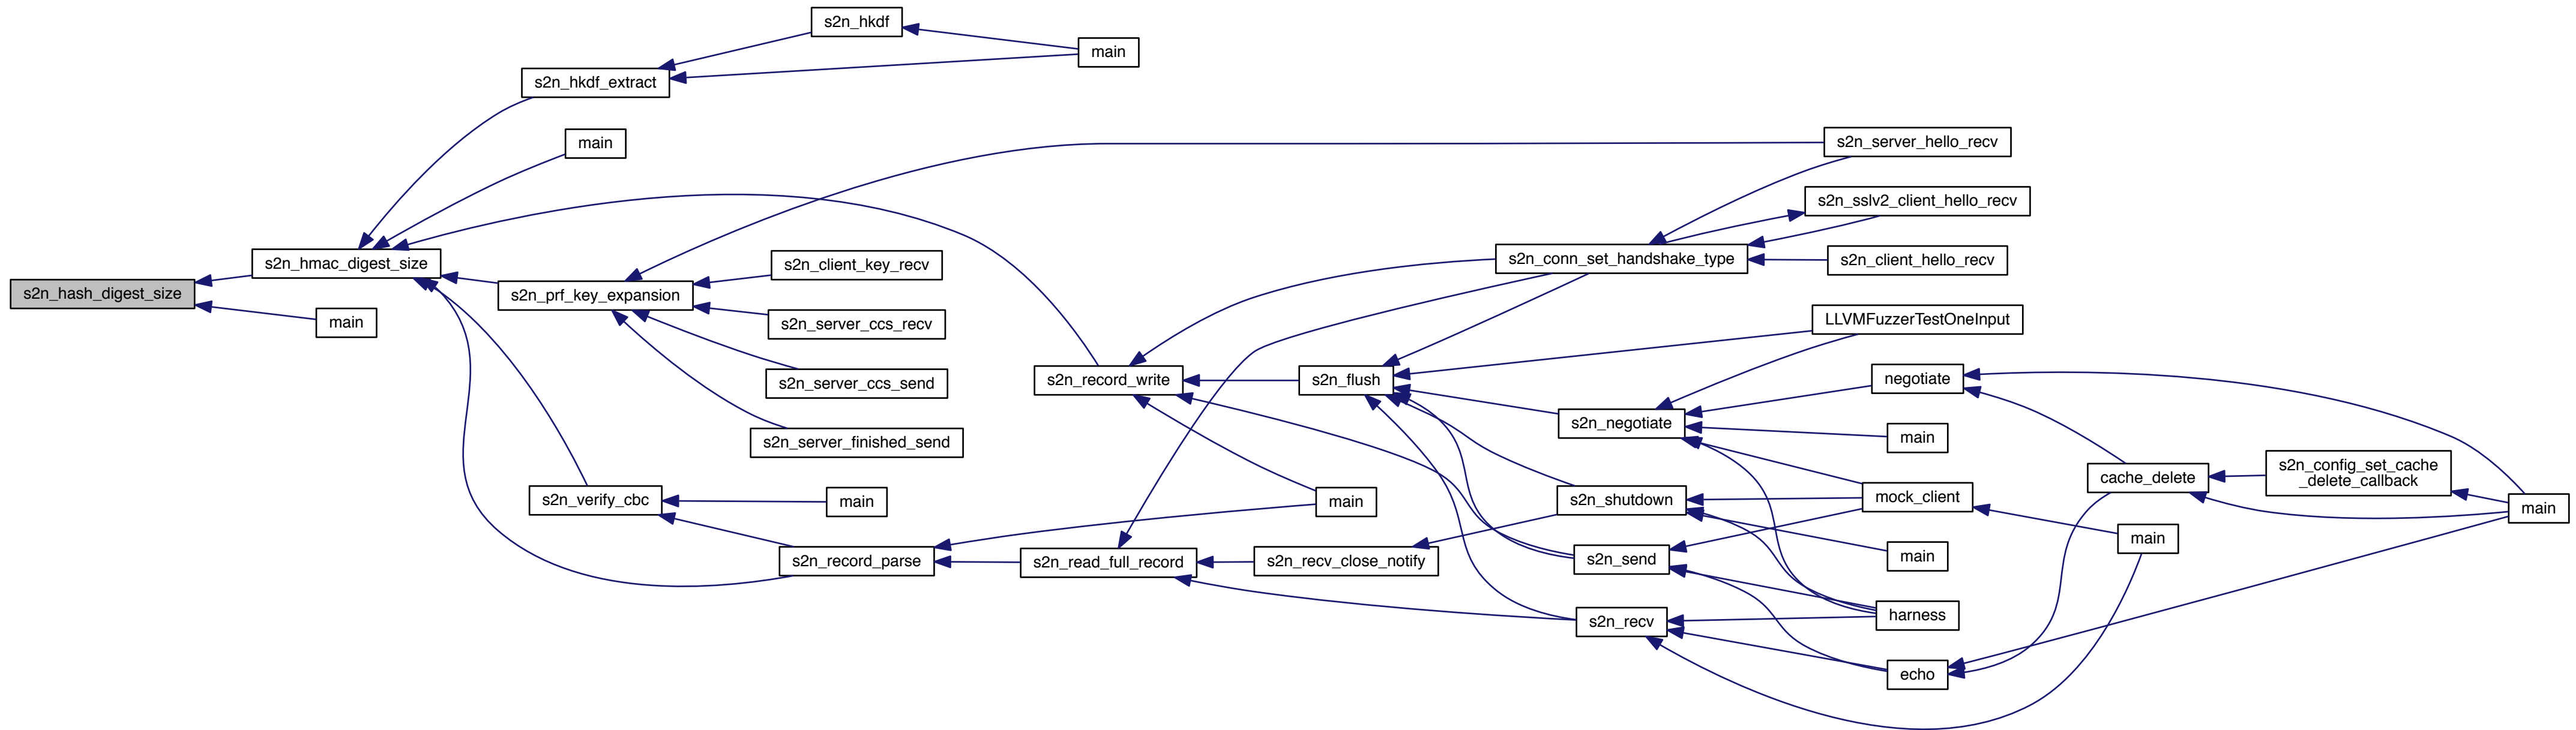 s2n_hkdf
main
s2n_hkdf_extract
main
s2n_server_hello_recv
s2n_sslv2_client_hello_recv
s2n_hmac_digest_size
s2n_client_key_recv
s2n_conn_set_handshake_type
s2n_client_hello_recv
s2n_hash_digest_size
s2n_prf_key_expansion
main
s2n_server_ccs_recv
LLVMFuzzerTestOneInput
s2n_server_ccs_send
s2n_record_write
s2n_flush
negotiate
s2n_negotiate
main
s2n_server_finished_send
cache_delete
s2n_config_set_cache
_delete_callback
s2n_verify_cbc
main
main
s2n_shutdown
mock_client
main
main
s2n_record_parse
s2n_read_full_record
s2n_recv_close_notify
s2n_send
main
s2n_recv
harness
echo